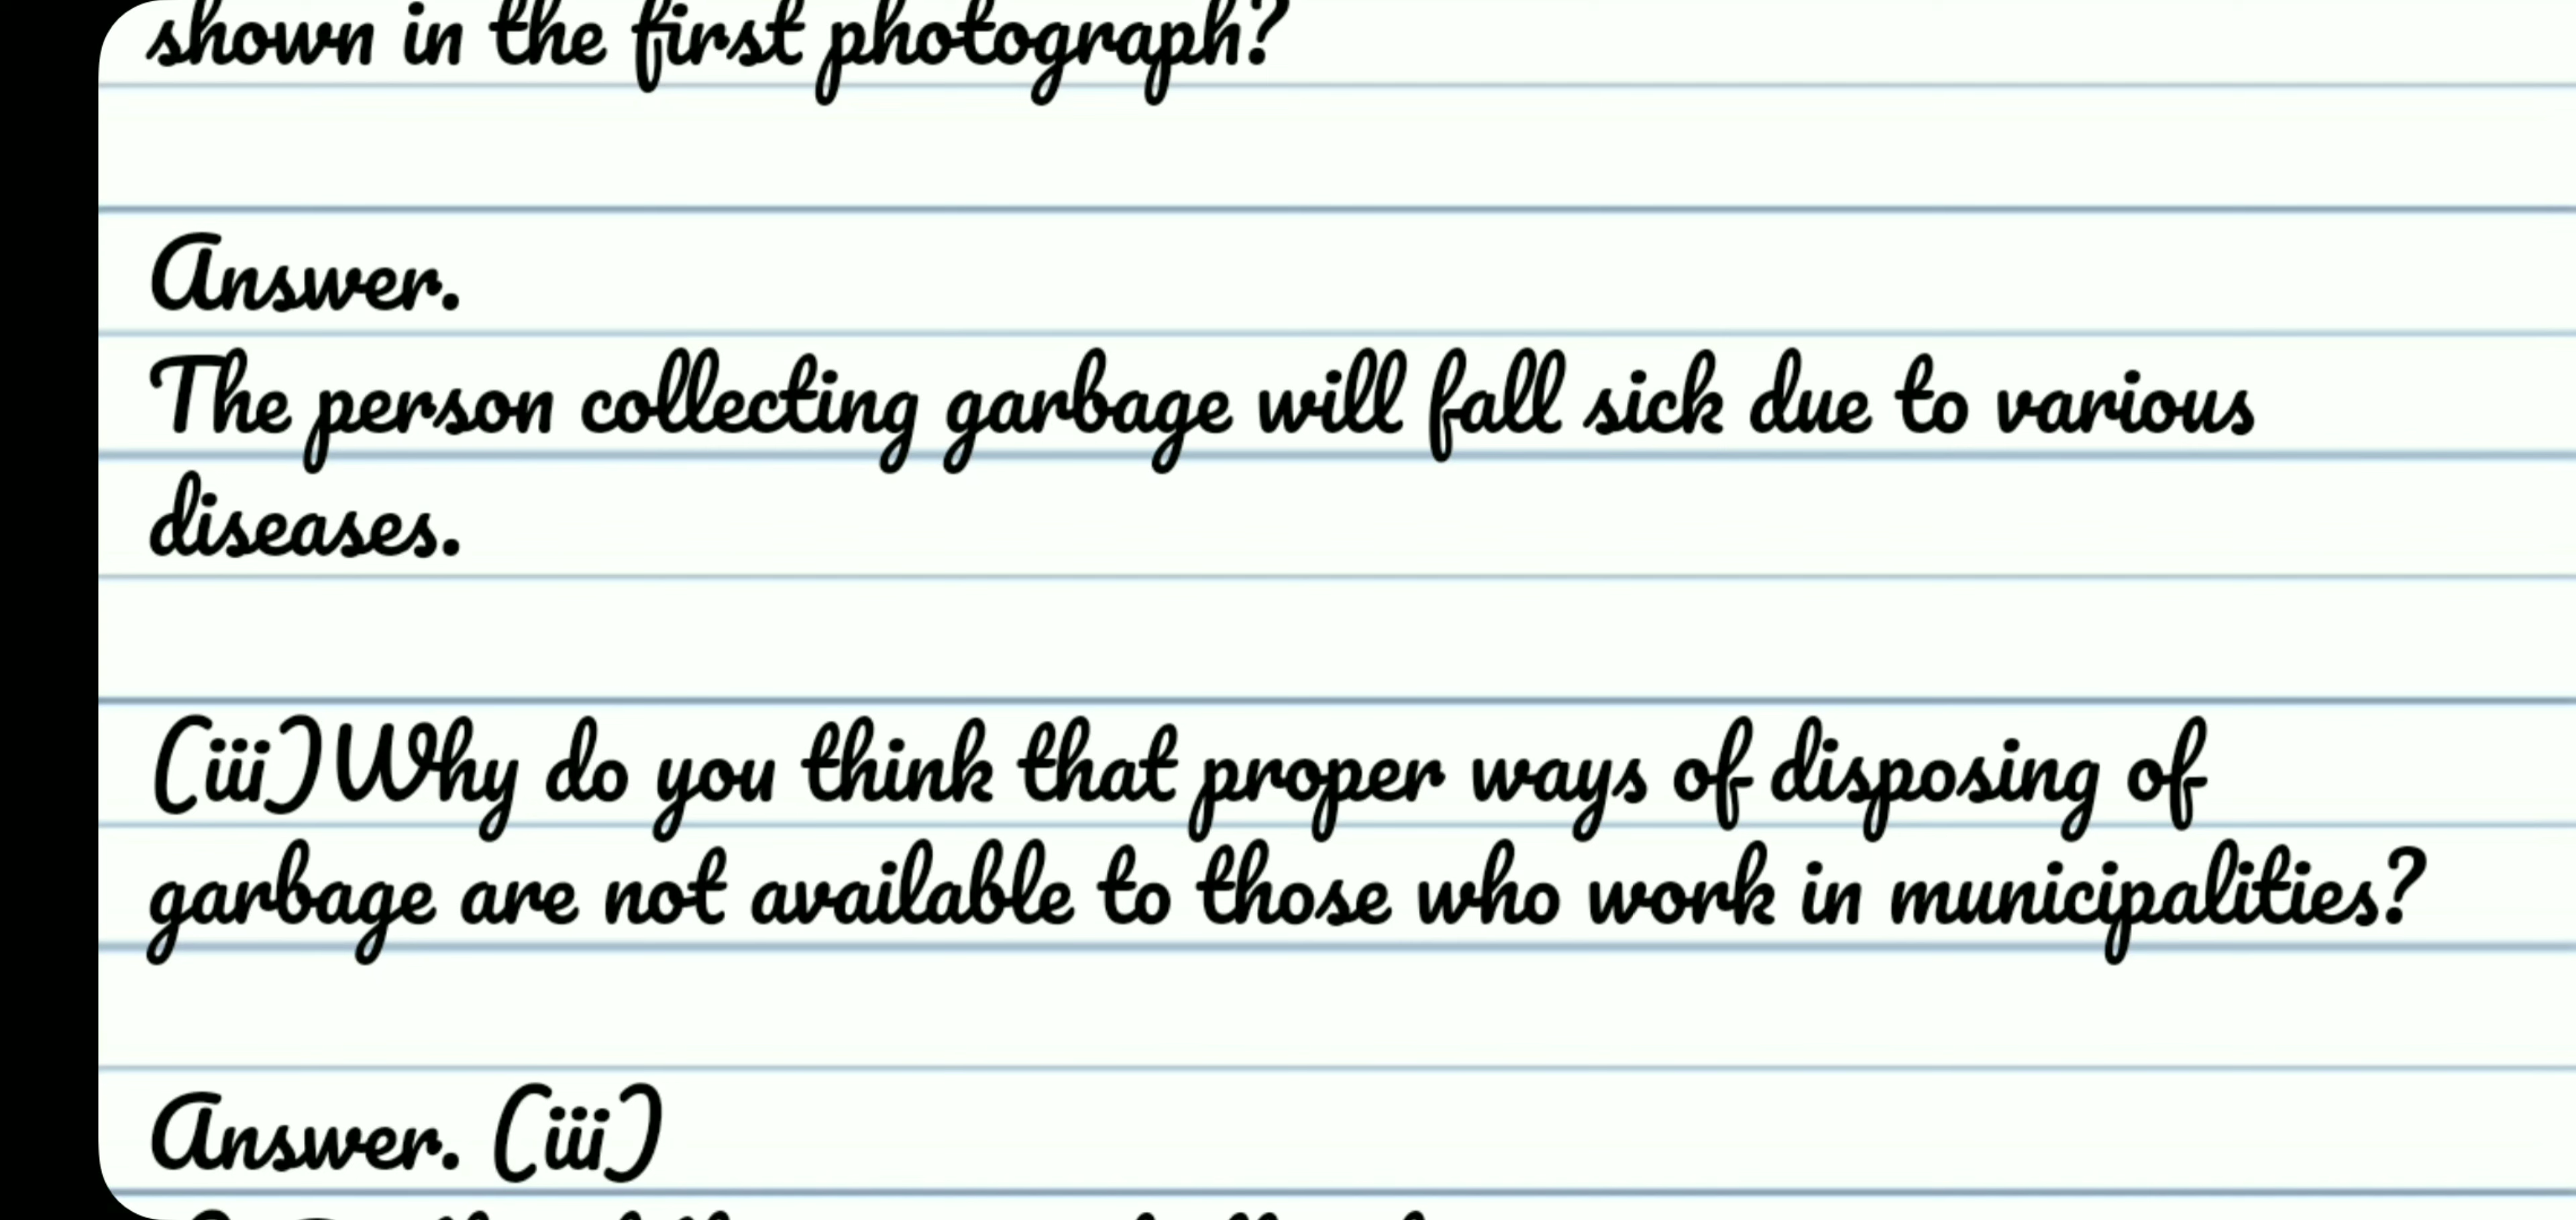 shown in the first photograph?
Answer.
The person collecting garbage will fall sick due to various
diseases.
(iii) Why do you think that proper ways of disposing of
garbage are not available to those who work in municipalities?
Answer. (iii)